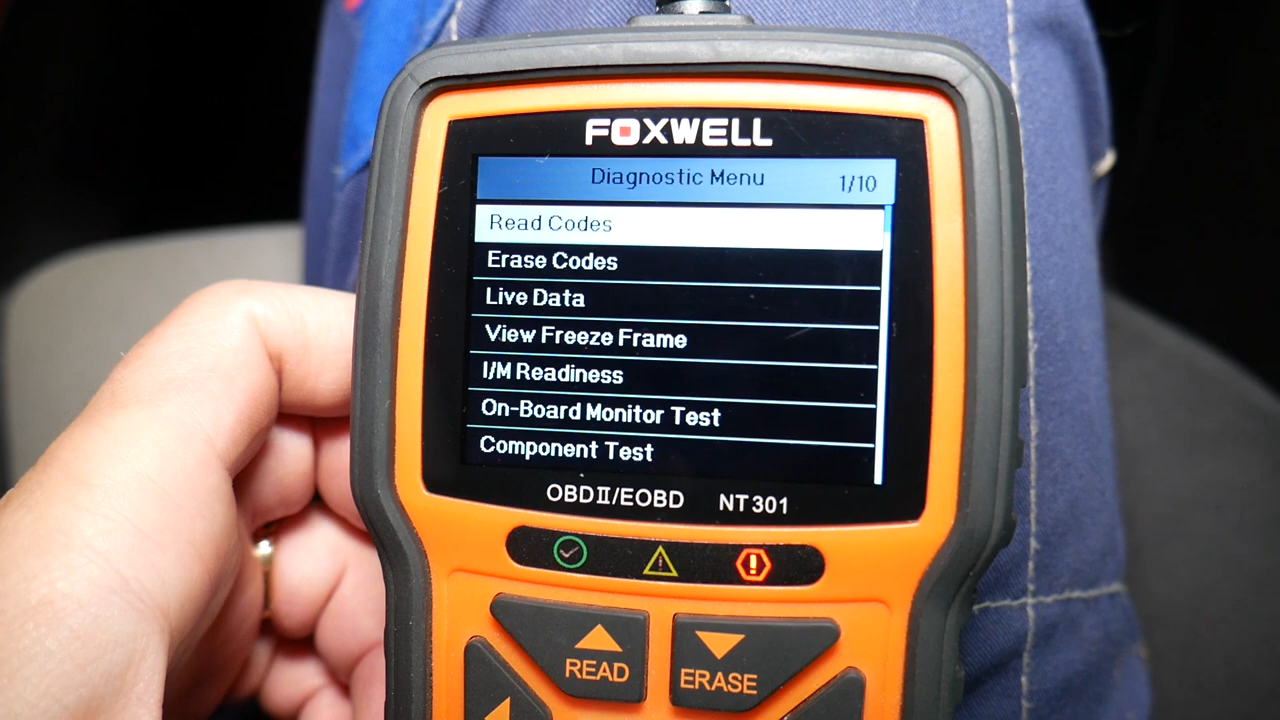 FOXWELL
Diagnostic Menu 1/10
Read Codes
Erase Codes
Live Data
View Freeze Frame
I/M Readiness
On-Board Monitor Test
Component Test
OBDII/EOBD NT301
READ
ERASE